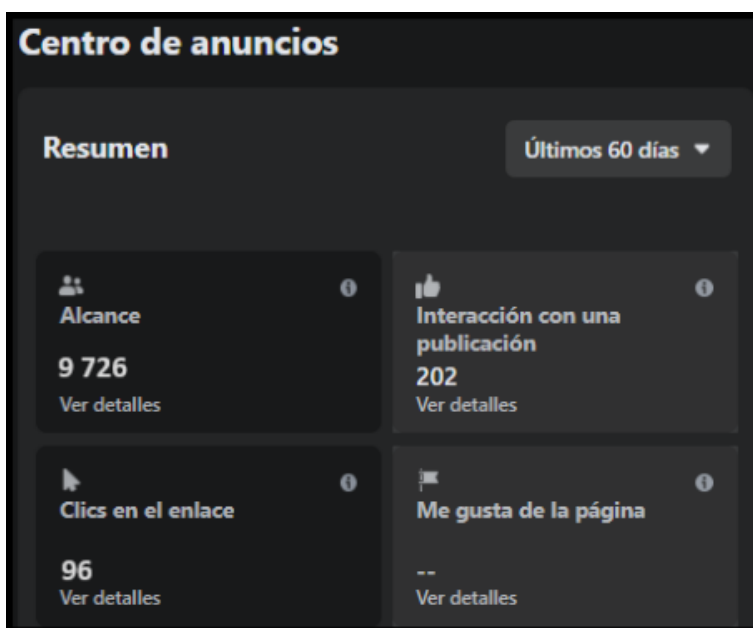 Centro de anuncios
Resumen
Últimos 60 días
Alcance
9 726
Ver detalles
Interacción con una
publicación
202
Ver detalles
Clics en el enlace
96
Ver detalles
Me gusta de la página
--
Ver detalles